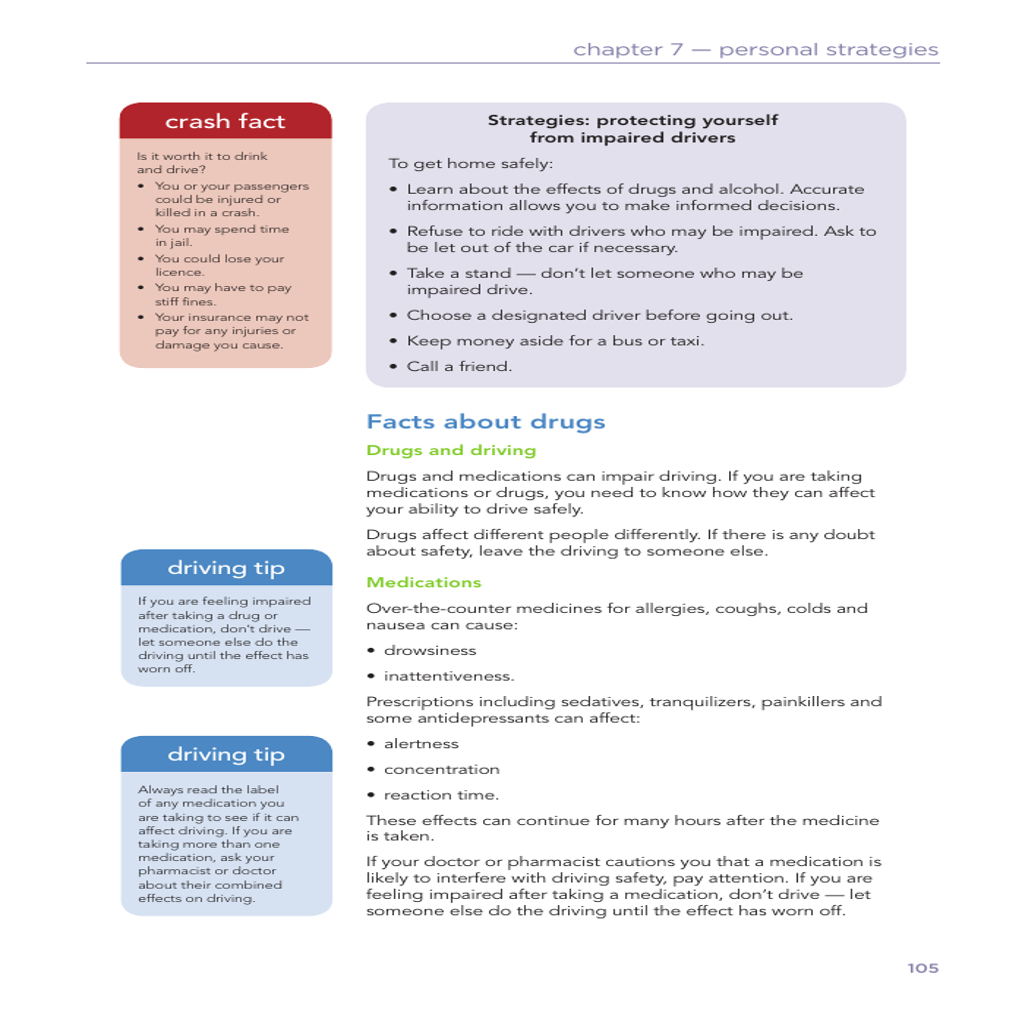 chapter 7 — personal strategies
crash fact
Is it worth it to drink
and drive?
• You or your passengers
could be injured or
killed in a crash.
• You may spend time
in jail.
• You could lose your
licence.
• You may have to pay
stiff fines.
• Your insurance may not
pay for any injuries or
damage you cause.
Strategies: protecting yourself
from impaired drivers
To get home safely:
• Learn about the effects of drugs and alcohol. Accurate
information allows you to make informed decisions.
• Refuse to ride with drivers who may be impaired. Ask to
be let out of the car if necessary.
• Take a stand — don't let someone who may be
impaired drive.
• Choose a designated driver before going out.
• Keep money aside for a bus or taxi.
• Call a friend.
Facts about drugs
Drugs and driving
Drugs and medications can impair driving. If you are taking
medications or drugs, you need to know how they can affect
your ability to drive safely.
Drugs affect different people differently. If there is any doubt
about safety, leave the driving to someone else.
driving tip
If you are feeling impaired
after taking a drug or
medication, don't drive —
let someone else do the
driving until the effect has
worn off.
Medications
Over-the-counter medicines for allergies, coughs, colds and
nausea can cause:
• drowsiness
• inattentiveness.
Prescriptions including sedatives, tranquilizers, painkillers and
some antidepressants can affect:
• alertness
• concentration
• reaction time.
These effects can continue for many hours after the medicine
is taken.
If your doctor or pharmacist cautions you that a medication is
likely to interfere with driving safety, pay attention. If you are
feeling impaired after taking a medication, don't drive — let
someone else do the driving until the effect has worn off.
driving tip
Always read the label
of any medication you
are taking to see if it can
affect driving. If you are
taking more than one
medication, ask your
pharmacist or doctor
about their combined
effects on driving.
105